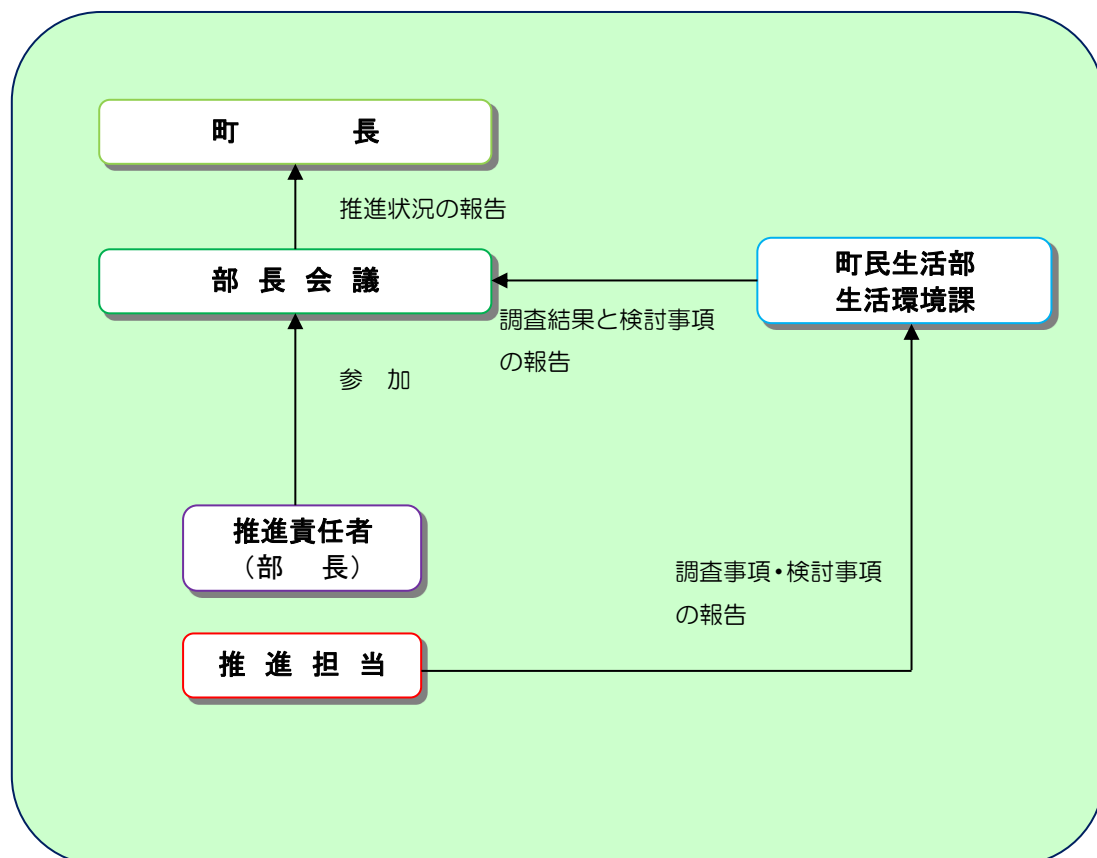 町　　　　長
推進状況の報告
部 長 会 議
町民生活部
生活環境課
調査結果と検討事項
の報告
参　加
推進責任者
（部　　長）
調査事項・検討事項
の報告
推 進 担 当